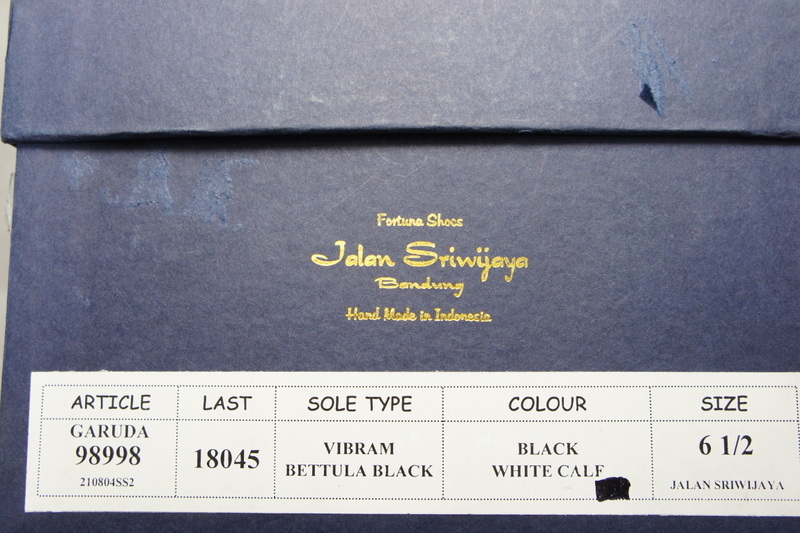 Fortuna Shoes
Jalan Sriwijaya
Bandung
Hand Made in Indonesia
ARTICLE LAST SOLE TYPE COLOUR SIZE
GARUDA
98998
210804SS2
18045
VIBRAM
BETTULA BLACK
BLACK
WHITE CALF
6 1/2
JALAN SRIWIJAYA